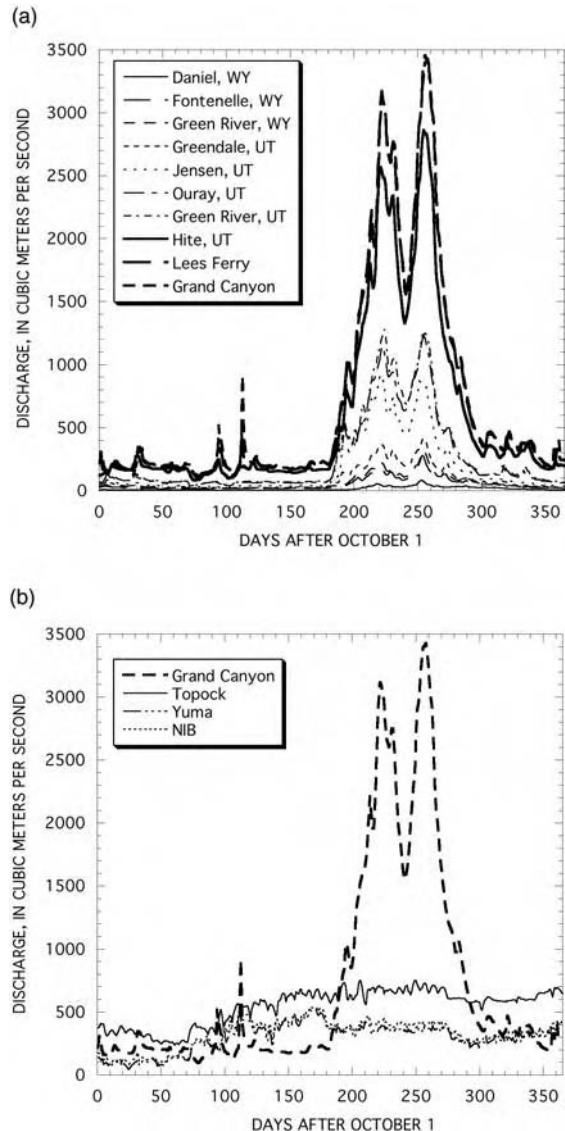 (a)
3500
3000
2500
2000
1500
1000
500
0
DISCHARGE, IN CUBIC METERS PER SECOND
Daniel, WY
Fontenelle, WY
Green River, WY
Greendale, UT
Jensen, UT
Ouray, UT
Green River, UT
Hite, UT
Lees Ferry
Grand Canyon
0 50 100 150 200 250 300 350
DAYS AFTER OCTOBER 1
(b)
3500
3000
2500
2000
1500
1000
500
0
DISCHARGE, IN CUBIC METERS PER SECOND
Grand Canyon
Topock
Yuma
NIB
0 50 100 150 200 250 300 350
DAYS AFTER OCTOBER 1